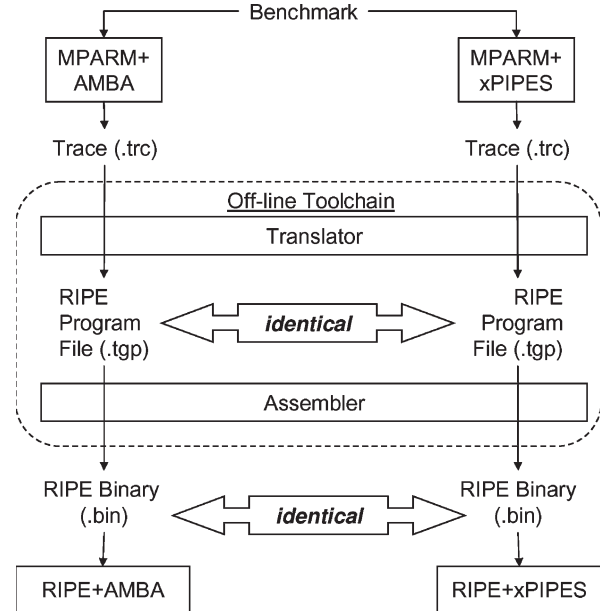 Benchmark
MPARM+
AMBA
MPARM+
xPIPES
Trace (.trc)
Trace (.trc)
Off-line Toolchain
Translator
RIPE
Program
File (.tgp)
identical
RIPE
Program
File (.tgp)
Assembler
RIPE Binary
(.bin)
identical
RIPE Binary
(.bin)
RIPE+AMBA
RIPE+xPIPES